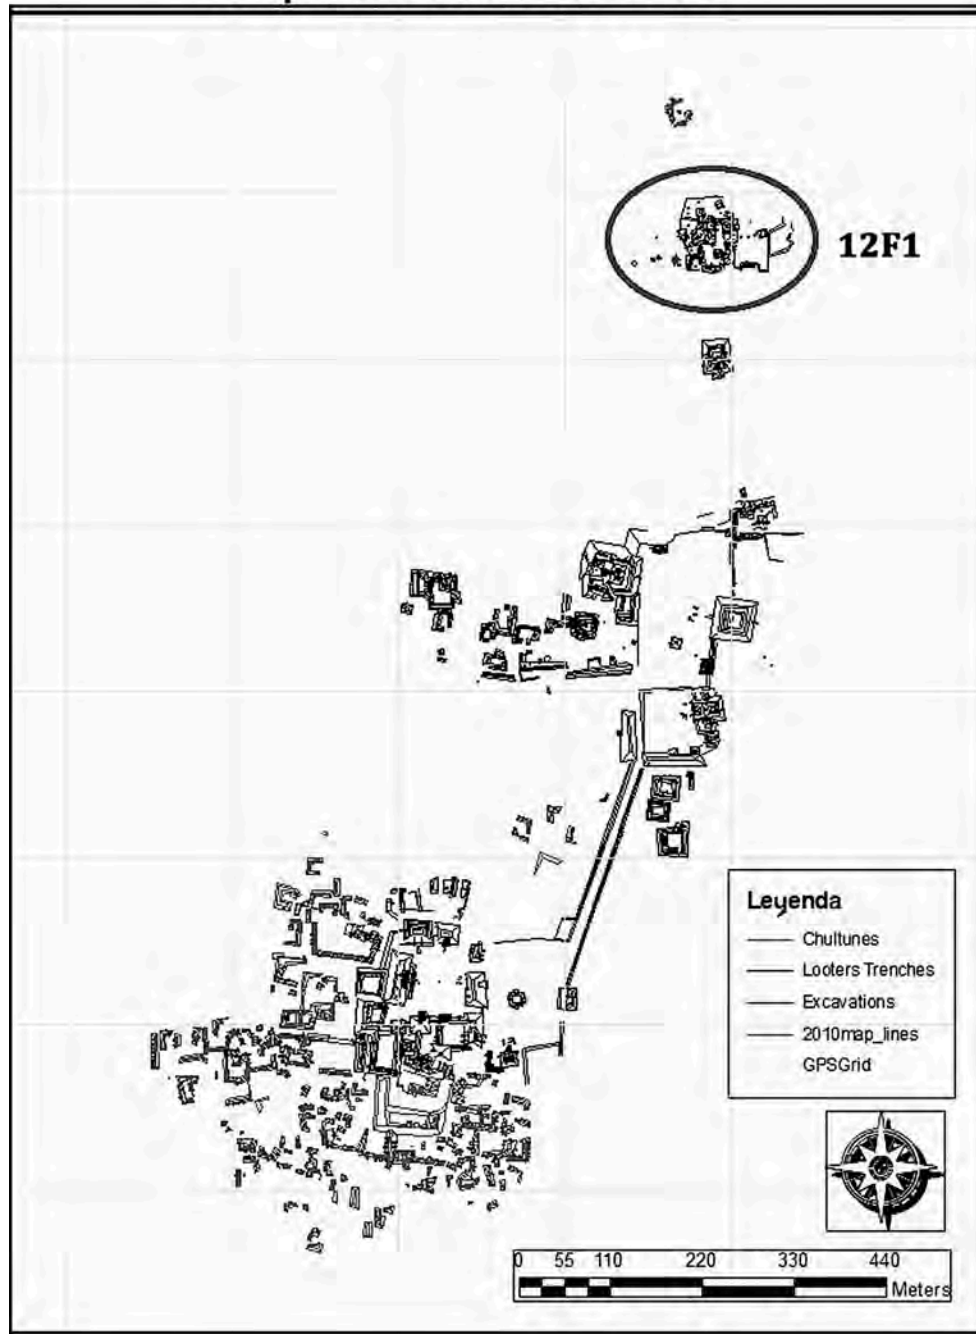 12F1
Leyenda
Chultunes
Looters Trenches
Excavations
2010map_lines
GPSGrid
0 55 110 220 330 440
Meters